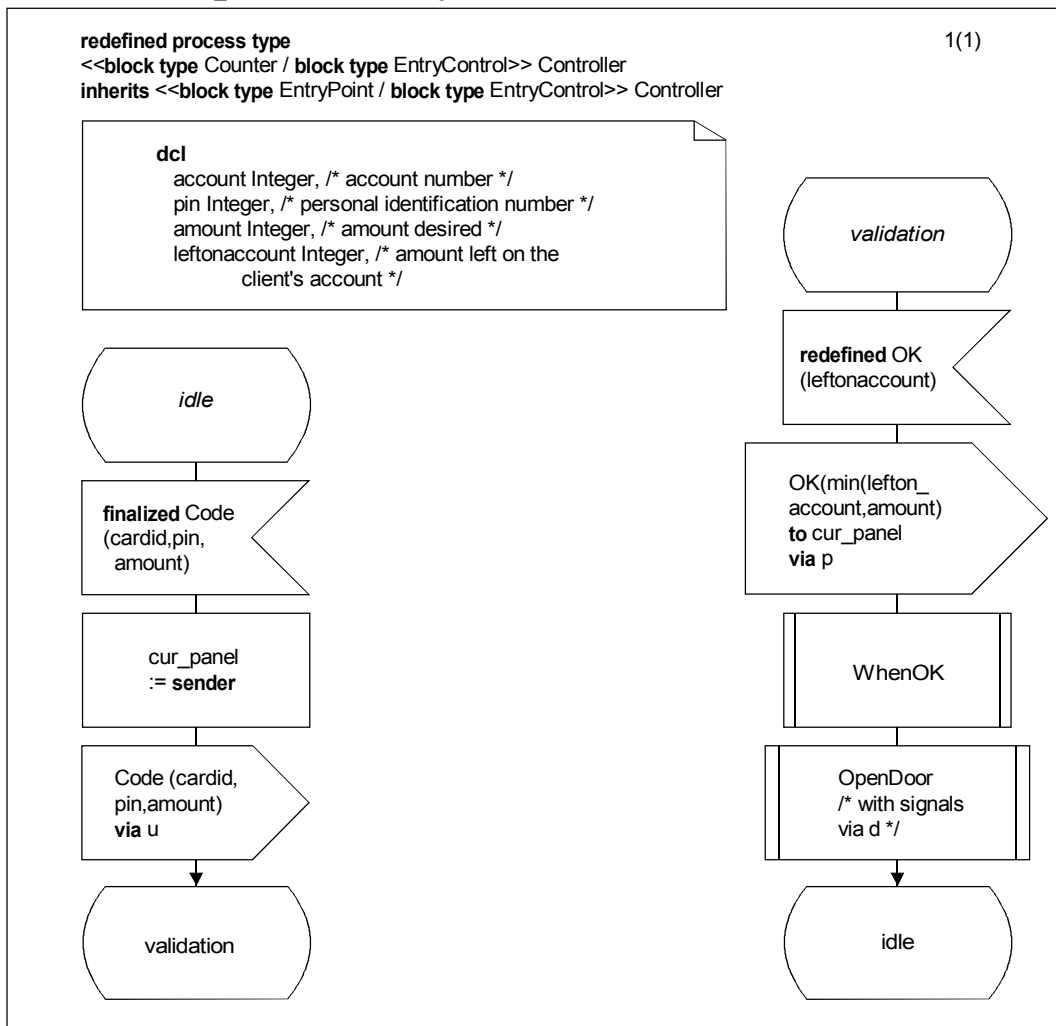 redefined process type
1(1)
<<block type Counter / block type EntryControl>> Controller
inherits <<block type EntryPoint / block type EntryControl>> Controller
dcl
account Integer, /* account number */
pin Integer, /* personal identification number */
amount Integer, /* amount desired */
leftonaccount Integer, /* amount left on the
client's account */
idle
finalized Code
(cardid,pin,
amount)
cur_panel
:= sender
Code (cardid,
pin,amount)
via u
validation
validation
redefined OK
(leftonaccount)
OK(min(lefton_
account,amount)
to cur_panel
via p
WhenOK
OpenDoor
/* with signals
via d */
idle